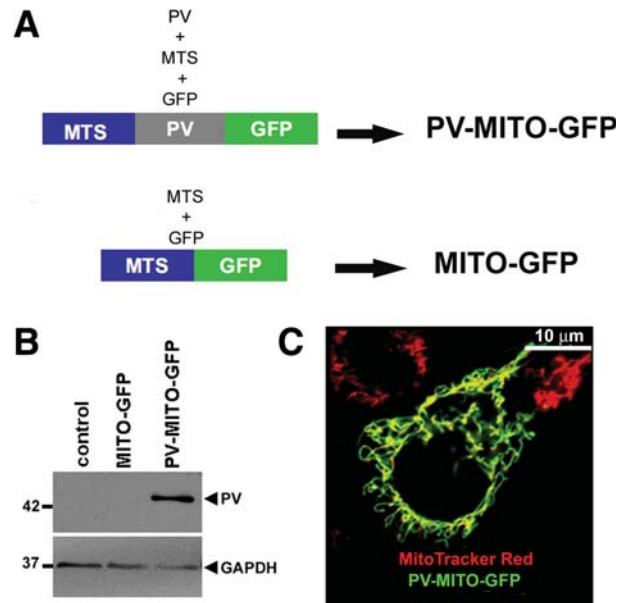 A
PV
+
MTS
+
GFP
MTS PV GFP
PV-MITO-GFP
MTS
+
GFP
MTS GFP
MITO-GFP
B
control
MITO-GFP
PV-MITO-GFP
42
PV
37
GAPDH
C
10 μm
MitoTracker Red
PV-MITO-GFP